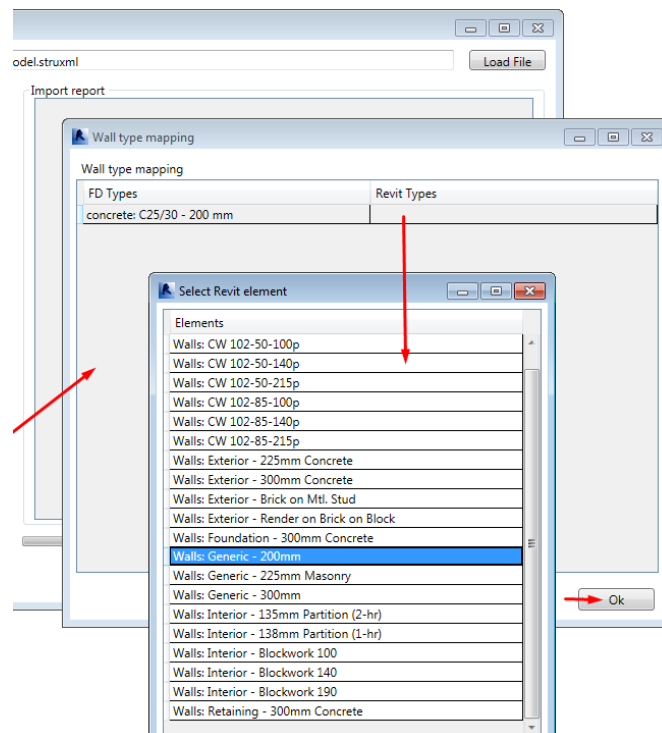 odel.struxml
Load File
Import report
Wall type mapping
Wall type mapping
FD Types Revit Types
concrete: C25/30 - 200 mm
Select Revit element
Elements
Walls: CW 102-50-100p
Walls: CW 102-50-140p
Walls: CW 102-50-215p
Walls: CW 102-85-100p
Walls: CW 102-85-140p
Walls: CW 102-85-215p
Walls: Exterior - 225mm Concrete
Walls: Exterior - 300mm Concrete
Walls: Exterior - Brick on Mtl. Stud
Walls: Exterior - Render on Brick on Block
Walls: Foundation - 300mm Concrete
Walls: Generic - 200mm
Walls: Generic - 225mm Masonry
Walls: Generic - 300mm
Walls: Interior - 135mm Partition (2-hr)
Walls: Interior - 138mm Partition (1-hr)
Walls: Interior - Blockwork 100
Walls: Interior - Blockwork 140
Walls: Interior - Blockwork 190
Walls: Retaining - 300mm Concrete
Ok